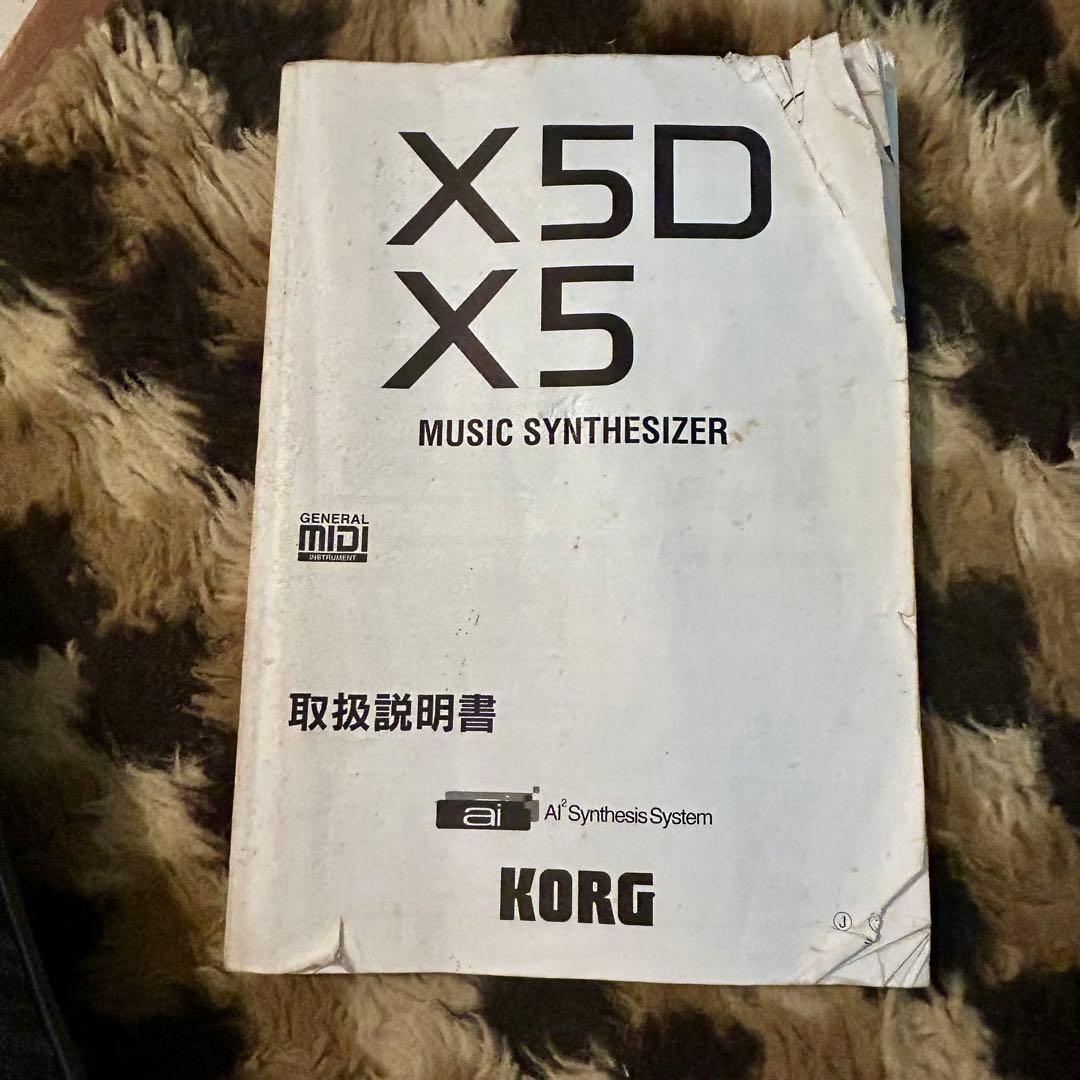 X5D
X5
MUSIC SYNTHESIZER
GENERAL
MIDI
INSTRUMENT
取扱説明書
ai
AI² Synthesis System
KORG
Ⓙ